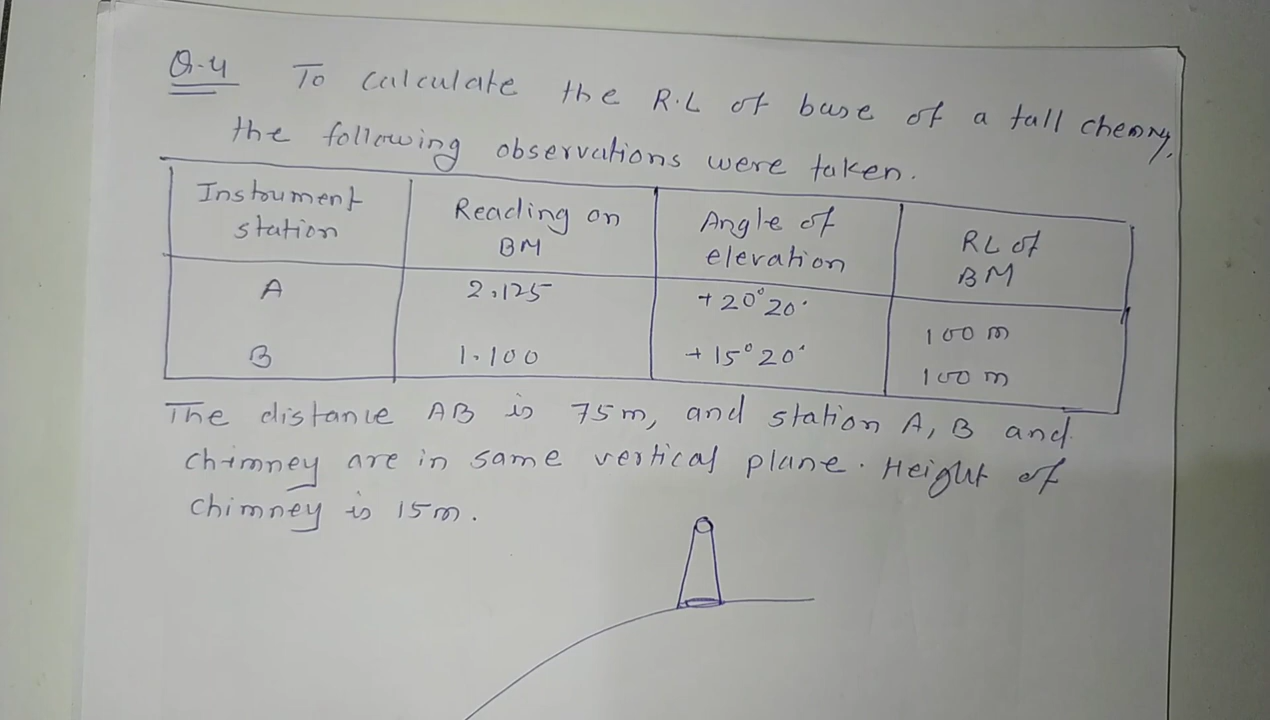 Q-4 To calculate the R.L of base of a tall chemny,
the following observations were taken.
Instrument station | Reading on BM | Angle of elevation | RL of BM
A | 2.125 | +20°20' | 100 m
B | 1.100 | +15°20' | 100 m
The distance AB is 75m, and station A, B and
chimney are in same vertical plane. Height of
chimney is 15m.